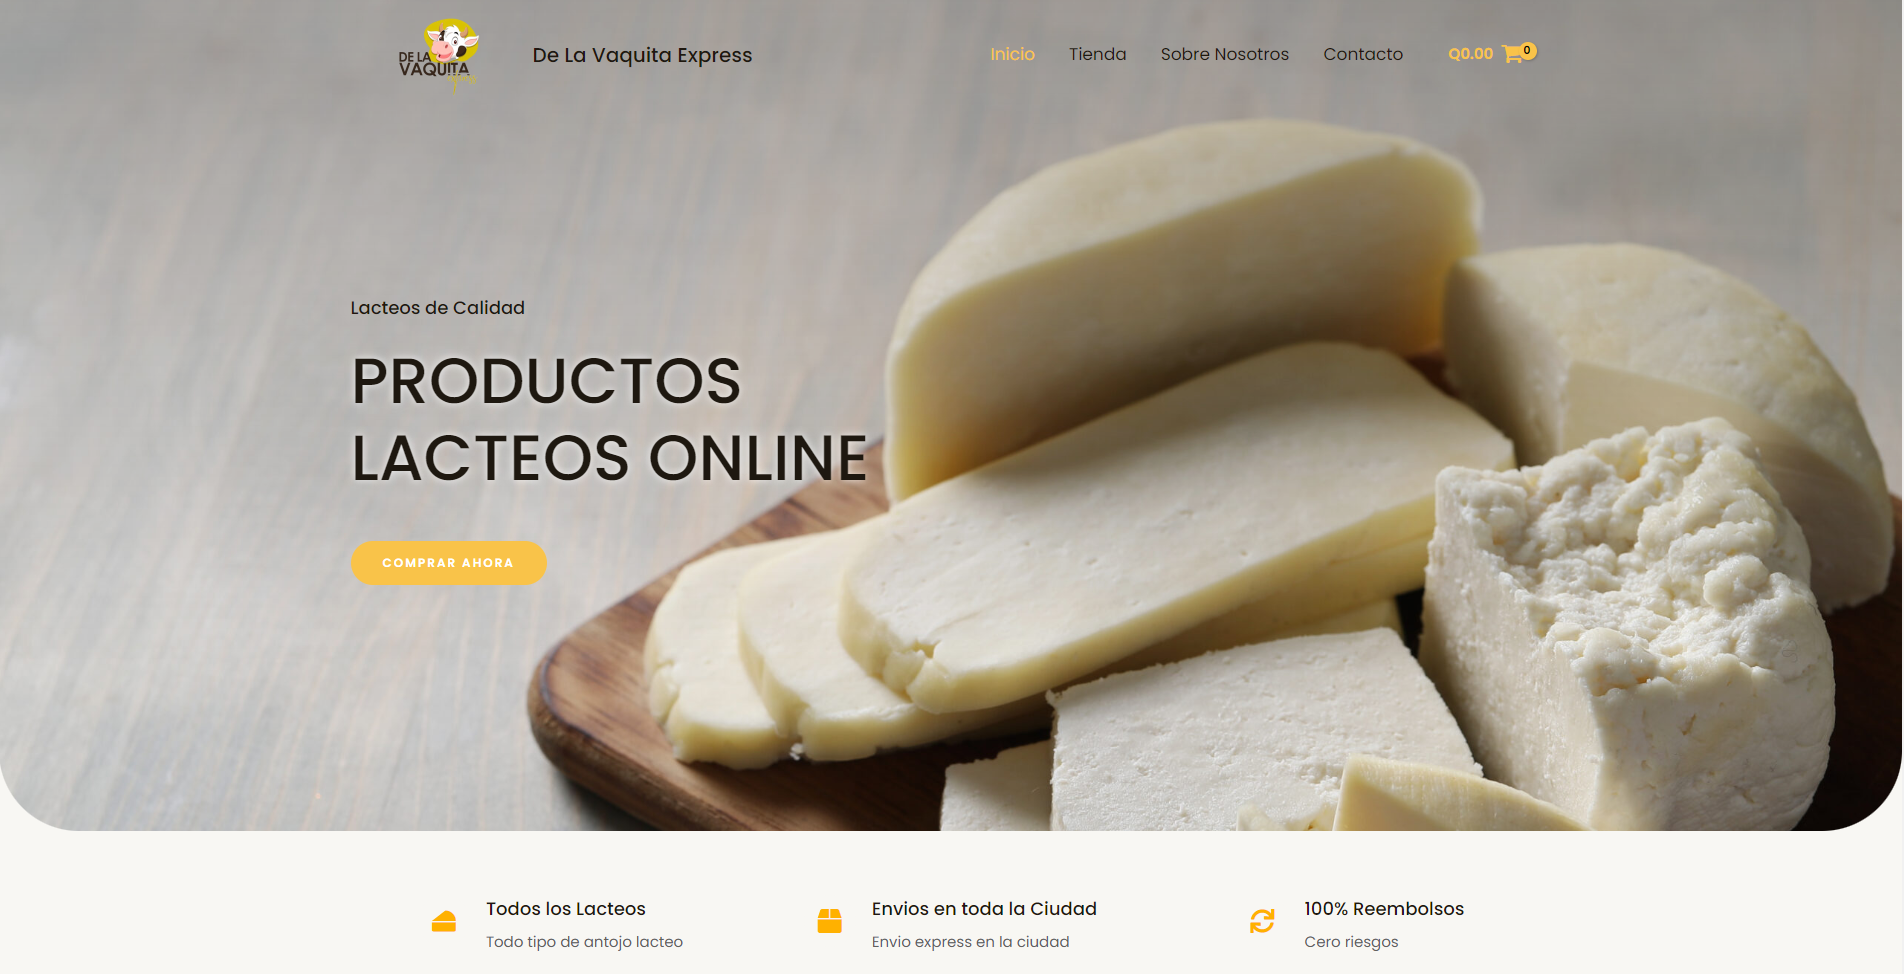 DE LA
VAQUITA
De La Vaquita Express
Inicio
Tienda
Sobre Nosotros
Contacto
Q0.00
0
Lacteos de Calidad
PRODUCTOS
LACTEOS ONLINE
COMPRAR AHORA
Todos los Lacteos
Todo tipo de antojo lacteo
Envios en toda la Ciudad
Envio express en la ciudad
100% Reembolsos
Cero riesgos